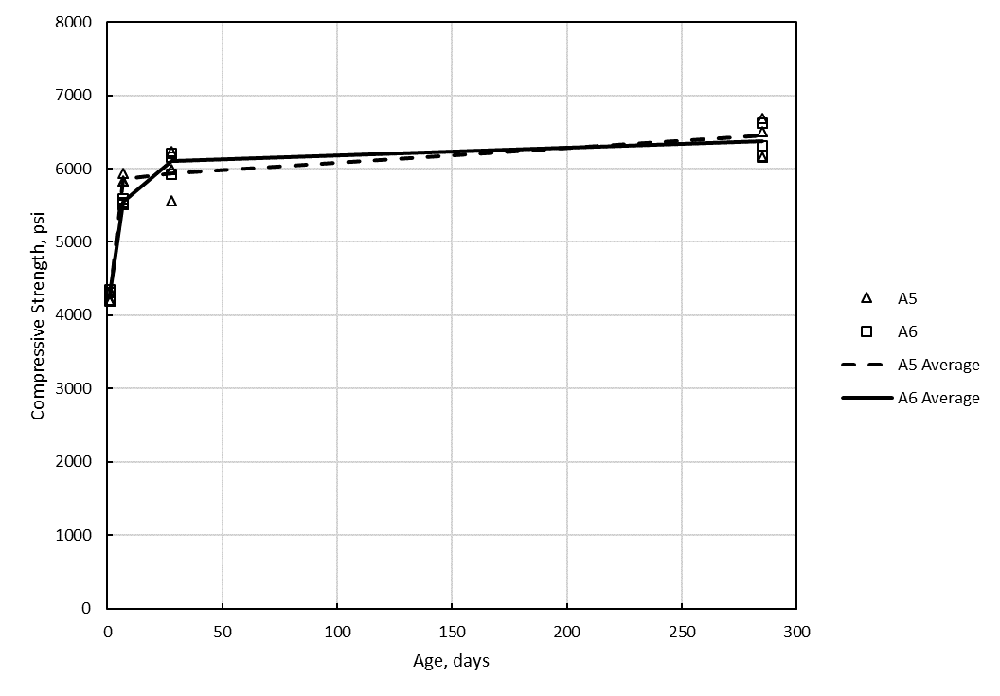 8000
7000
6000
5000
4000
3000
2000
1000
0
Compressive Strength, psi
0 50 100 150 200 250 300
Age, days
A5
A6
A5 Average
A6 Average